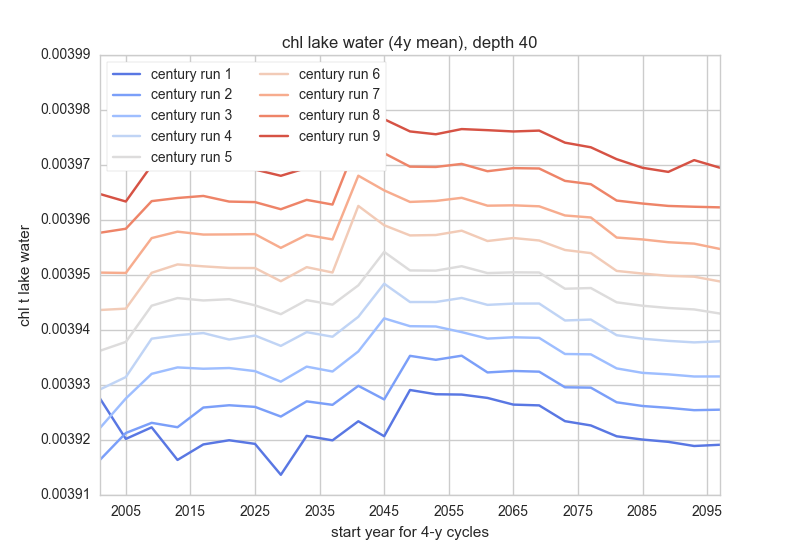 chl lake water (4y mean), depth 40
0.00399
0.00398
0.00397
0.00396
0.00395
0.00394
0.00393
0.00392
0.00391
chl t lake water
century run 1
century run 2
century run 3
century run 4
century run 5
century run 6
century run 7
century run 8
century run 9
2005 2015 2025 2035 2045 2055 2065 2075 2085 2095
start year for 4-y cycles